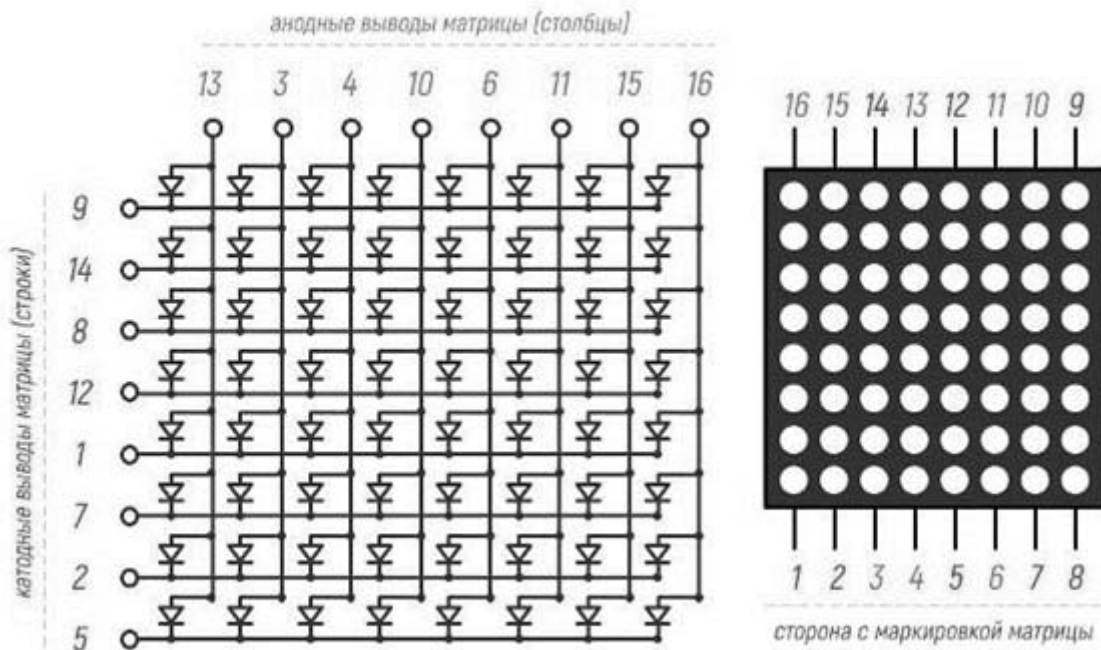 анодные выводы матрицы (столбцы)
13 3 4 10 6 11 15 16
16 15 14 13 12 11 10 9
катодные выводы матрицы (строки)
9
14
8
12
1
7
2
5
1 2 3 4 5 6 7 8
сторона с маркировкой матрицы